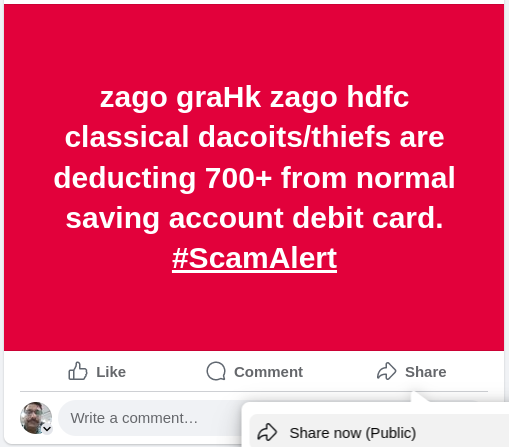 zago graHk zago hdfc
classical dacoits/thiefs are
deducting 700+ from normal
saving account debit card.
#ScamAlert
Like Comment Share
Write a comment…
Share now (Public)